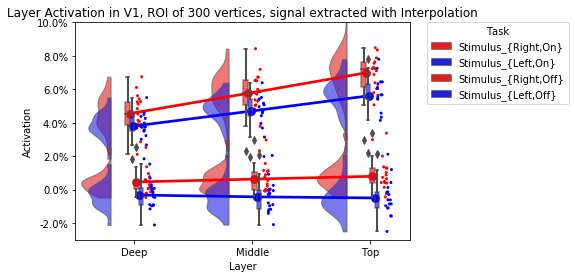 Layer Activation in V1, ROI of 300 vertices, signal extracted with Interpolation
10.0%
8.0%
6.0%
4.0%
2.0%
0.0%
-2.0%
Activation
Deep
Middle
Top
Layer
Task
Stimulus_{Right,On}
Stimulus_{Left,On}
Stimulus_{Right,Off}
Stimulus_{Left,Off}